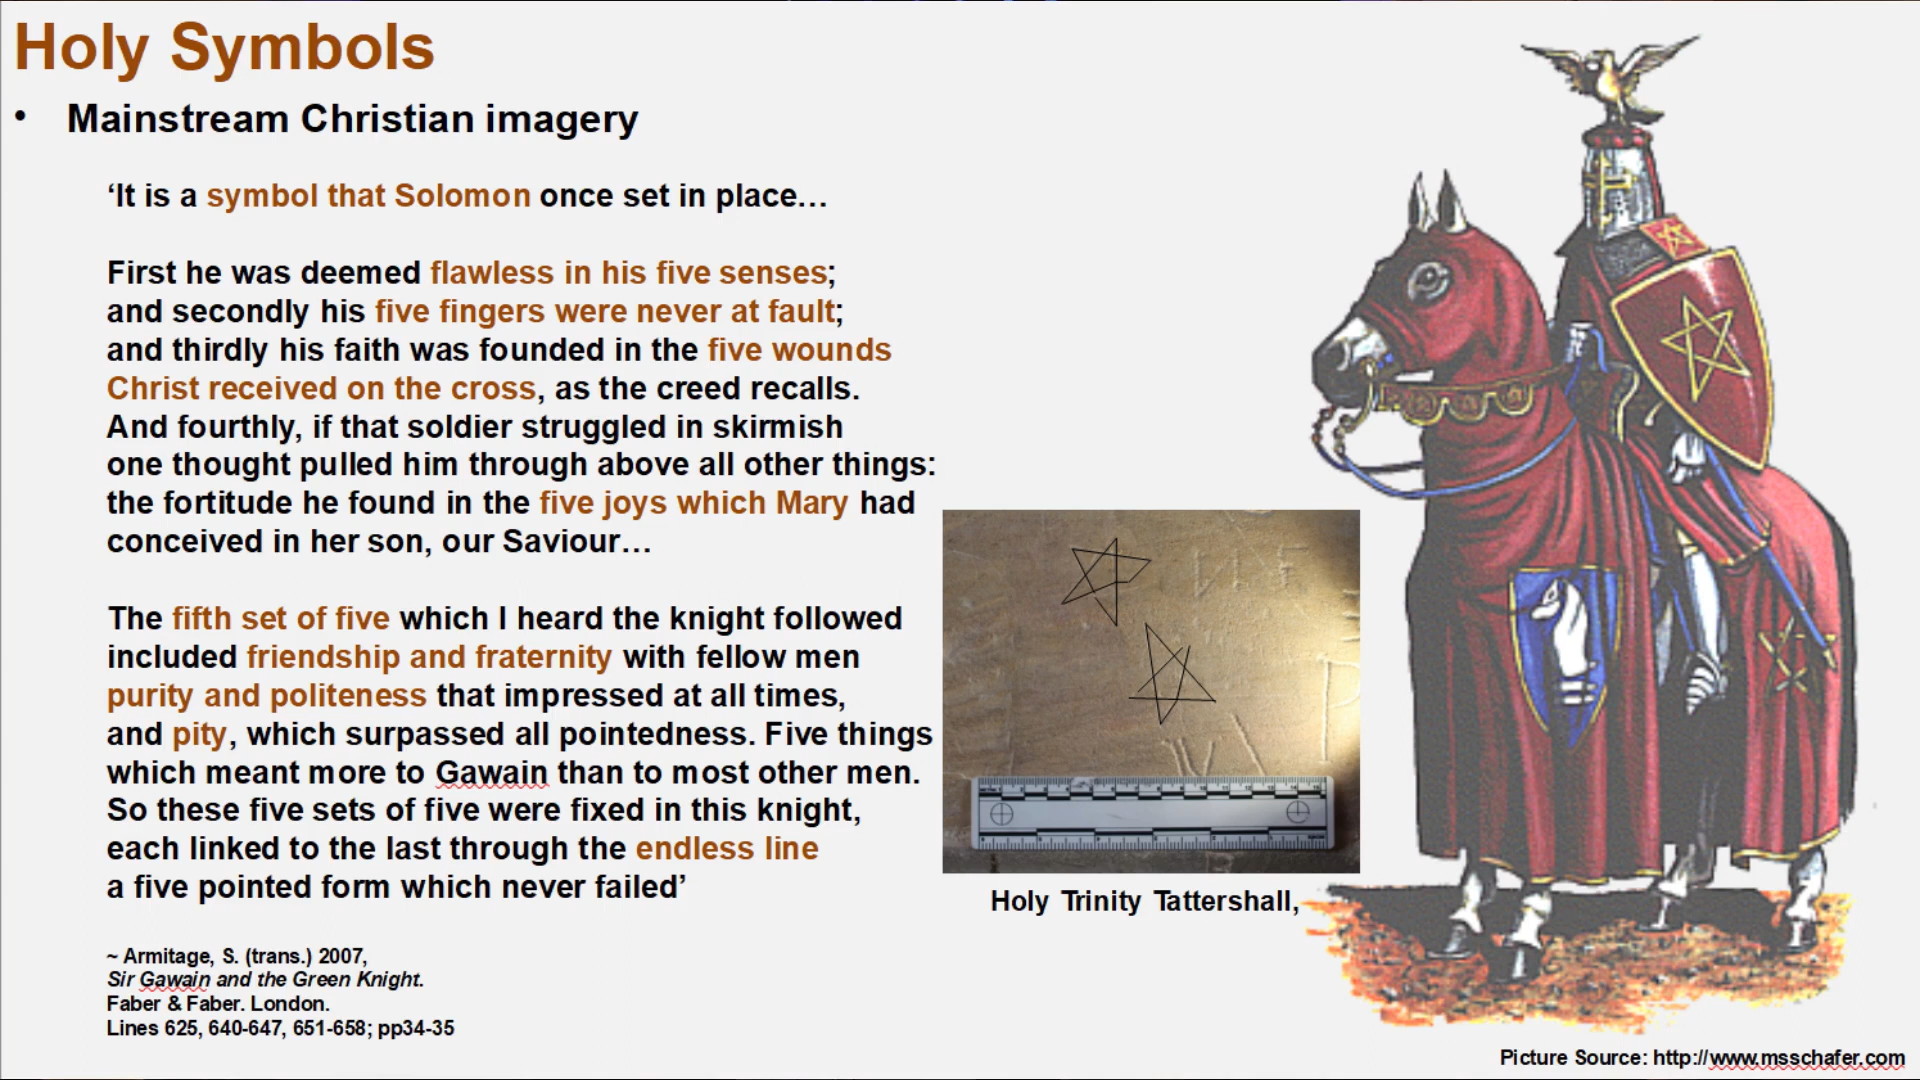 Holy Symbols
• Mainstream Christian imagery
‘It is a symbol that Solomon once set in place…
First he was deemed flawless in his five senses;
and secondly his five fingers were never at fault;
and thirdly his faith was founded in the five wounds
Christ received on the cross, as the creed recalls.
And fourthly, if that soldier struggled in skirmish
one thought pulled him through above all other things:
the fortitude he found in the five joys which Mary had
conceived in her son, our Saviour…
The fifth set of five which I heard the knight followed
included friendship and fraternity with fellow men
purity and politeness that impressed at all times,
and pity, which surpassed all pointedness. Five things
which meant more to Gawain than to most other men.
So these five sets of five were fixed in this knight,
each linked to the last through the endless line
a five pointed form which never failed’
~ Armitage, S. (trans.) 2007,
Sir Gawain and the Green Knight.
Faber & Faber. London.
Lines 625, 640-647, 651-658; pp34-35
Holy Trinity Tattershall,
Picture Source: http://www.msschafer.com